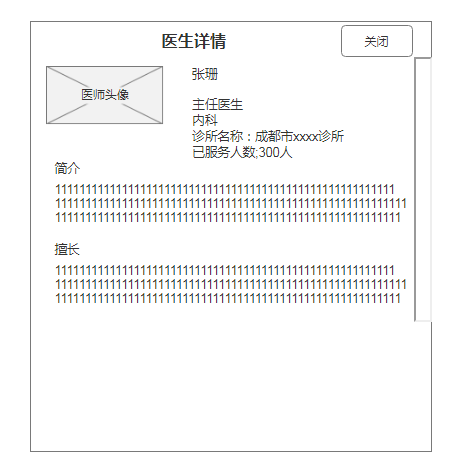 医生详情
关闭
医师头像
张珊
主任医生
内科
诊所名称：成都市xxxx诊所
已服务人数;300人
简介
1111111111111111111111111111111111111111111111111111111
111111111111111111111111111111111111111111111111111111111
11111111111111111111111111111111111111111111111111111111
擅长
1111111111111111111111111111111111111111111111111111111
111111111111111111111111111111111111111111111111111111111
11111111111111111111111111111111111111111111111111111111